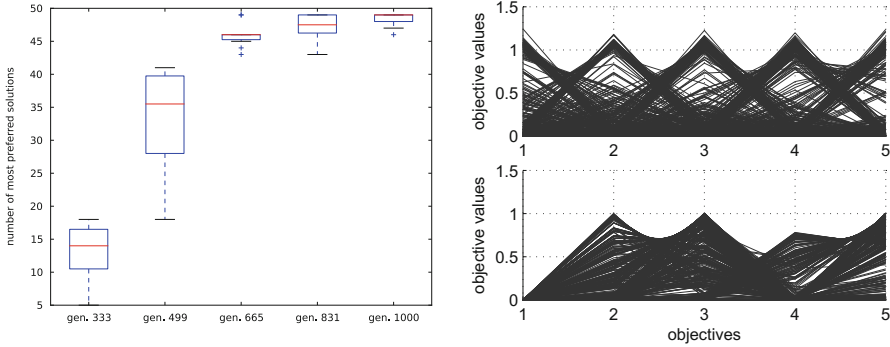 50
45
40
35
30
25
20
15
10
5
number of most preferred solutions
gen. 333 gen. 499 gen. 665 gen. 831 gen. 1000
1.5
1
0.5
0
objective values
1 2 3 4 5
1.5
1
0.5
0
objective values
1 2 3 4 5
objectives